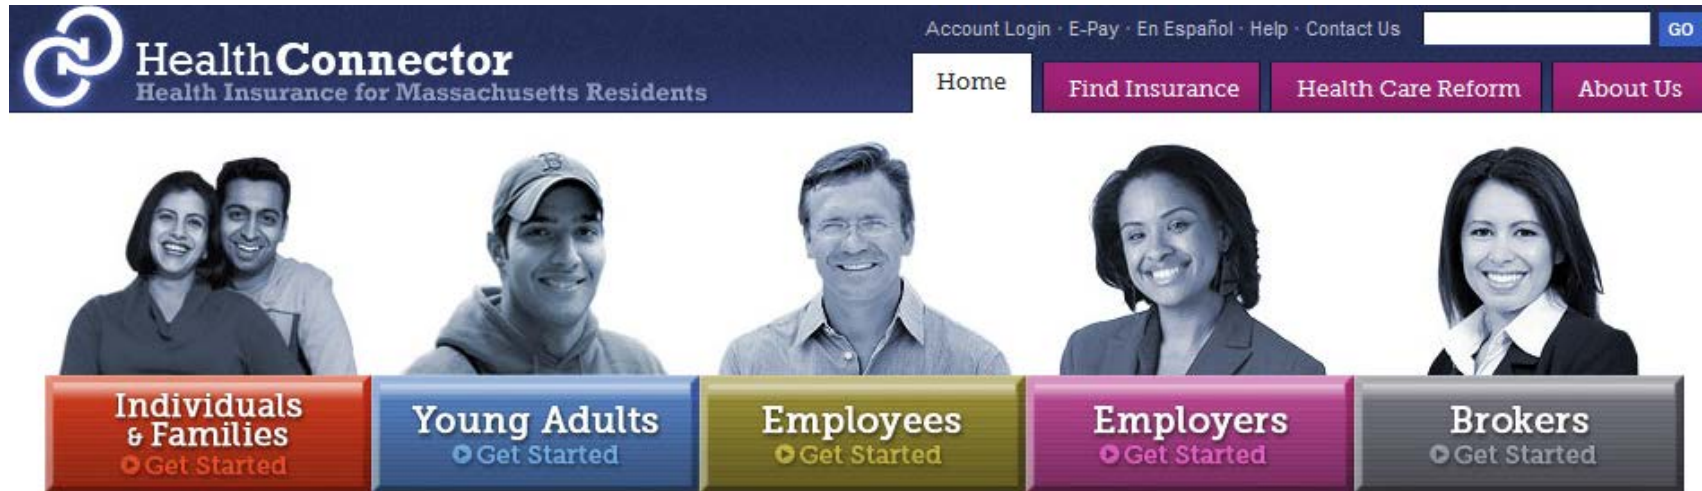 Account Login · E-Pay · En Español · Help · Contact Us
GO
HealthConnector
Health Insurance for Massachusetts Residents
Home
Find Insurance
Health Care Reform
About Us
B
Individuals
& Families
Get Started
Young Adults
Get Started
Employees
Get Started
Employers
Get Started
Brokers
Get Started